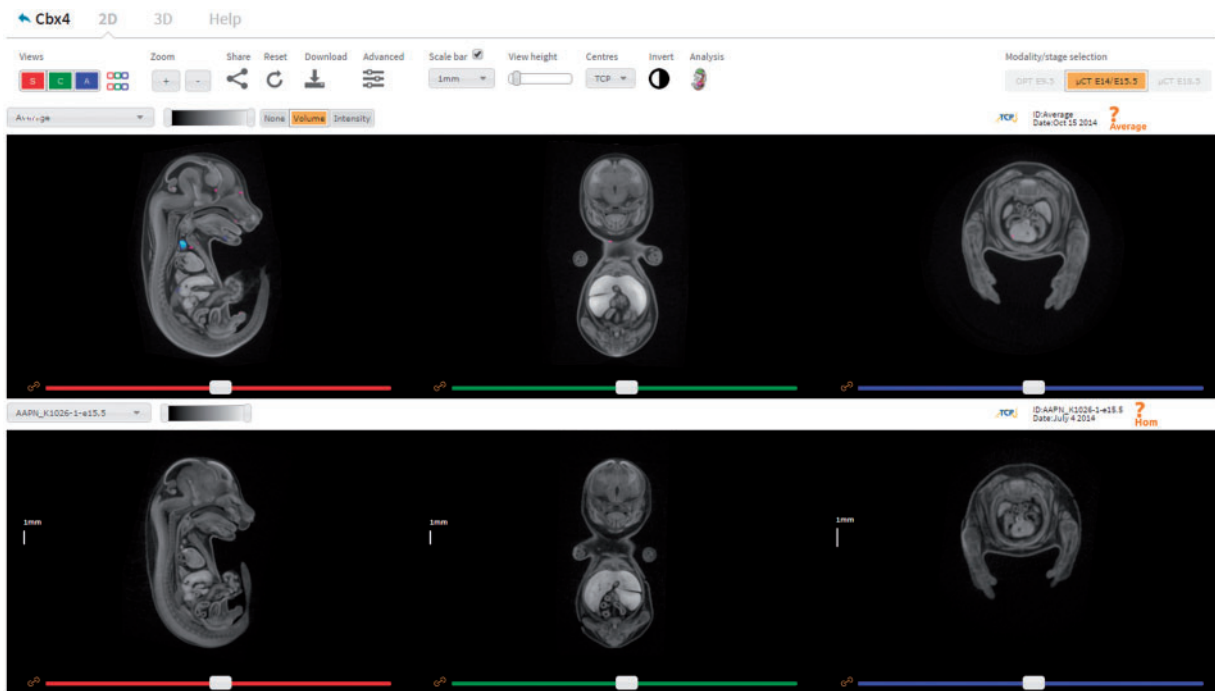 Cbx4 2D 3D Help
Views Zoom Share Reset Download Advanced Scale bar View height Centres Invert Analysis Modality/stage selection
S C A + - 1mm TCP OPT E9.5 μCT E14/E15.5 μCT E18.5
Average None Volume Intensity TCP ID:Average ?
Date:Oct 15 2014 Average
AAPN_K1026-1-e15.5 TCP ID:AAPN_K1026-1-e15.5 ?
Date:July 4 2014 Hom
1mm 1mm 1mm